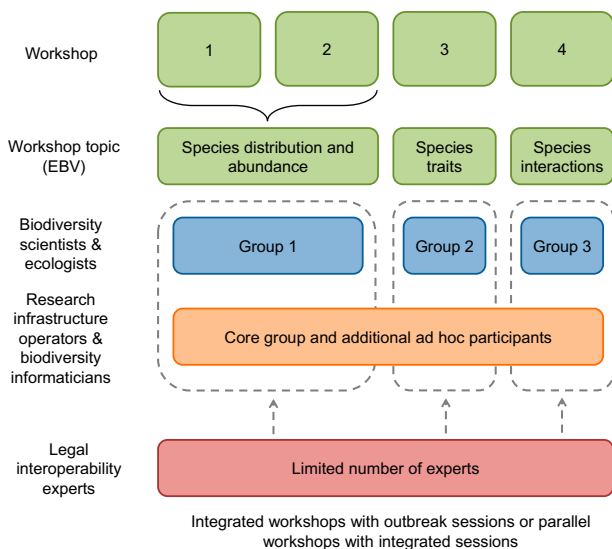 Workshop
1
2
3
4
Workshop topic
(EBV)
Species distribution and
abundance
Species
traits
Species
interactions
Biodiversity
scientists &
ecologists
Group 1
Group 2
Group 3
Research
infrastructure
operators &
biodiversity
informaticians
Core group and additional ad hoc participants
Legal
interoperability
experts
Limited number of experts
Integrated workshops with outbreak sessions or parallel
workshops with integrated sessions